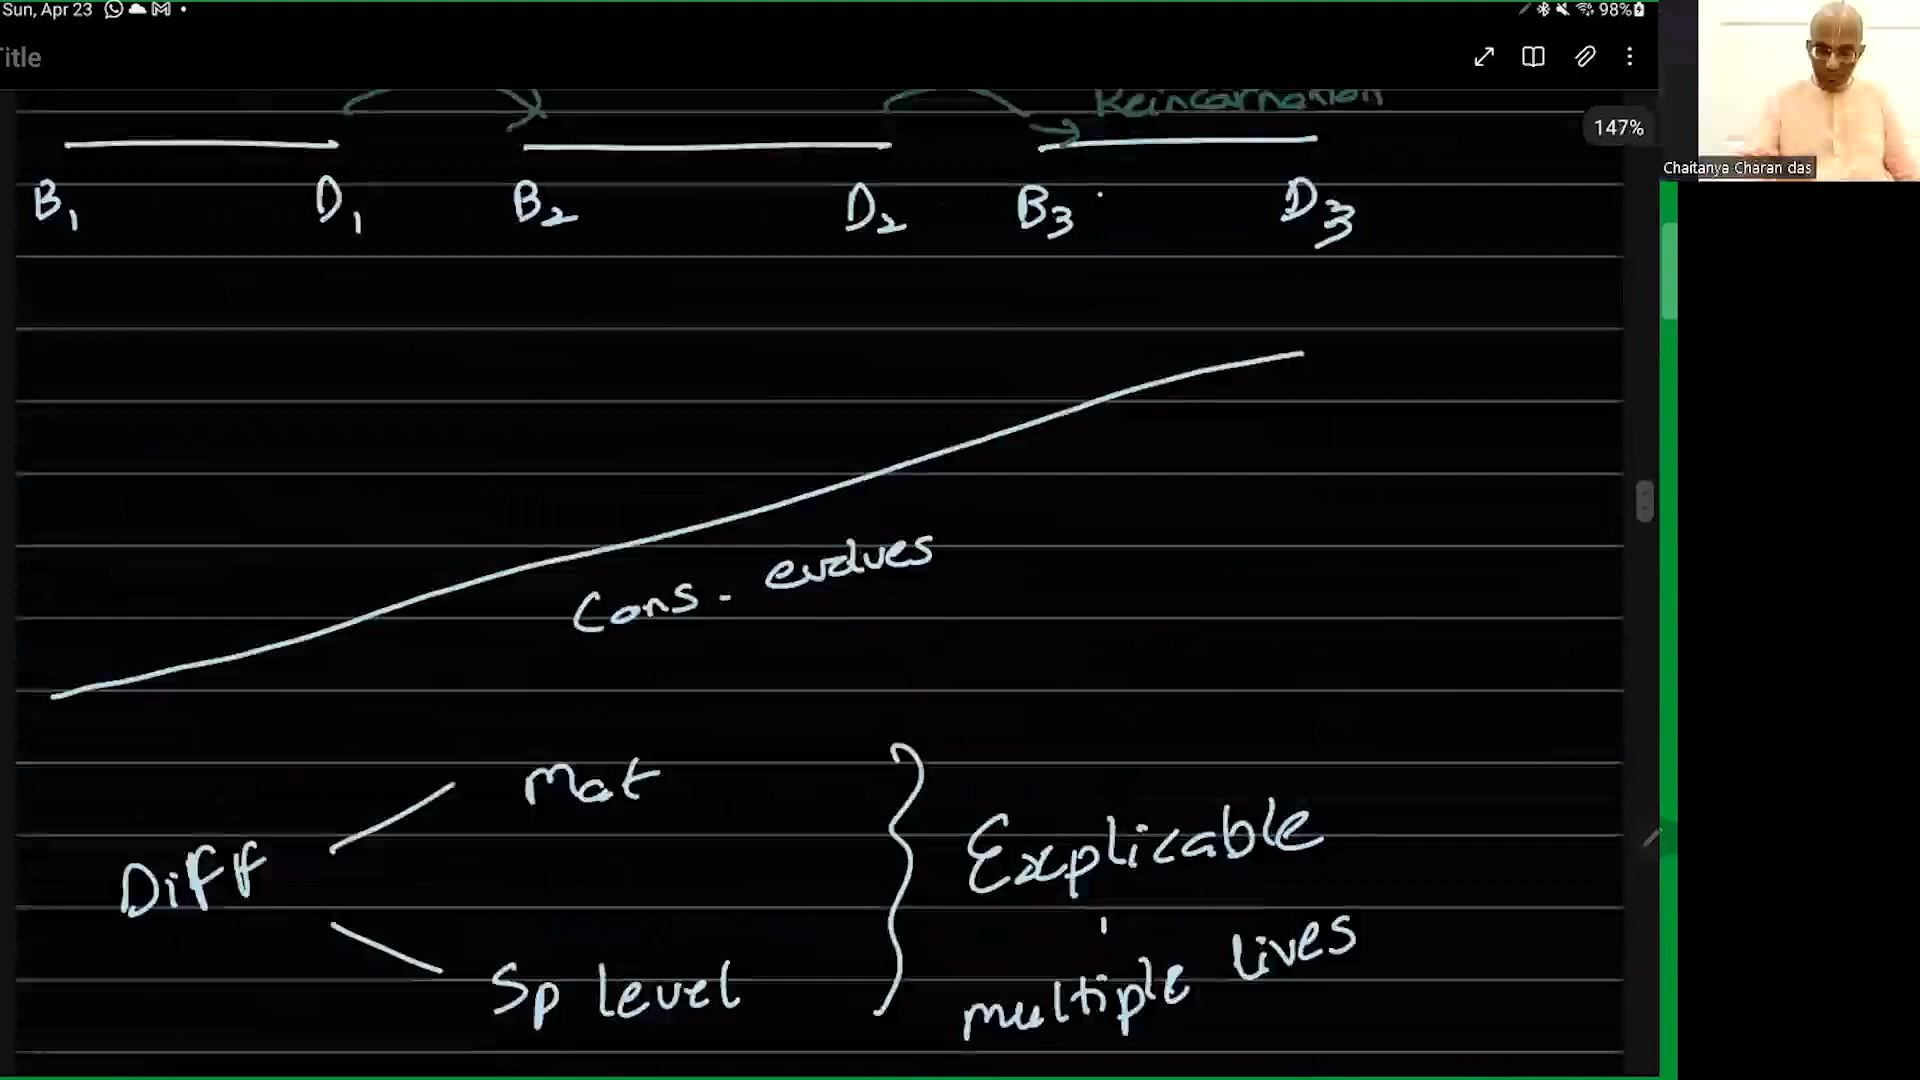 Sun, Apr 23
98%
Title
Reincarnation
147%
B1 D1 B2 D2 B3 D3
Chaitanya Charan das
Cons. evolves
Diff
Mat
Sp level
Explicable
multiple lives